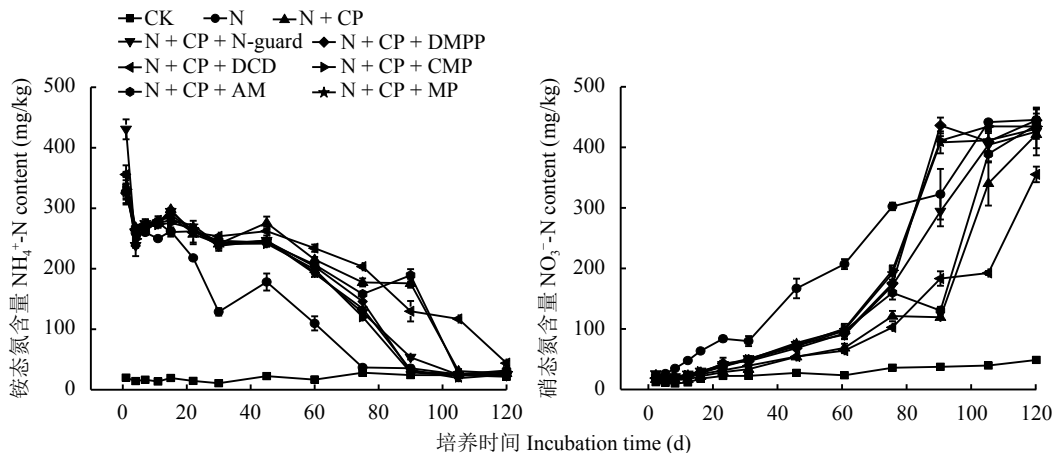 CK N N + CP
N + CP + N-guard N + CP + DMPP
N + CP + DCD N + CP + CMP
N + CP + AM N + CP + MP
500
400
300
200
100
0
铵态氮含量 NH₄⁺-N content (mg/kg)
0 20 40 60 80 100 120
500
400
300
200
100
0
硝态氮含量 NO₃⁻-N content (mg/kg)
0 20 40 60 80 100 120
培养时间 Incubation time (d)